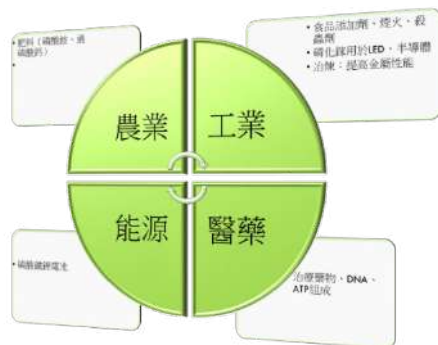 • 肥料（磷酸銨、過
磷酸鈣）
•
• 食品添加劑、煙火、殺
蟲劑
• 磷化鎵用於LED、半導體
• 冶煉：提高金屬性能
農業
工業
能源
醫藥
• 磷酸鐵鋰電池
治療藥物、DNA、
ATP組成